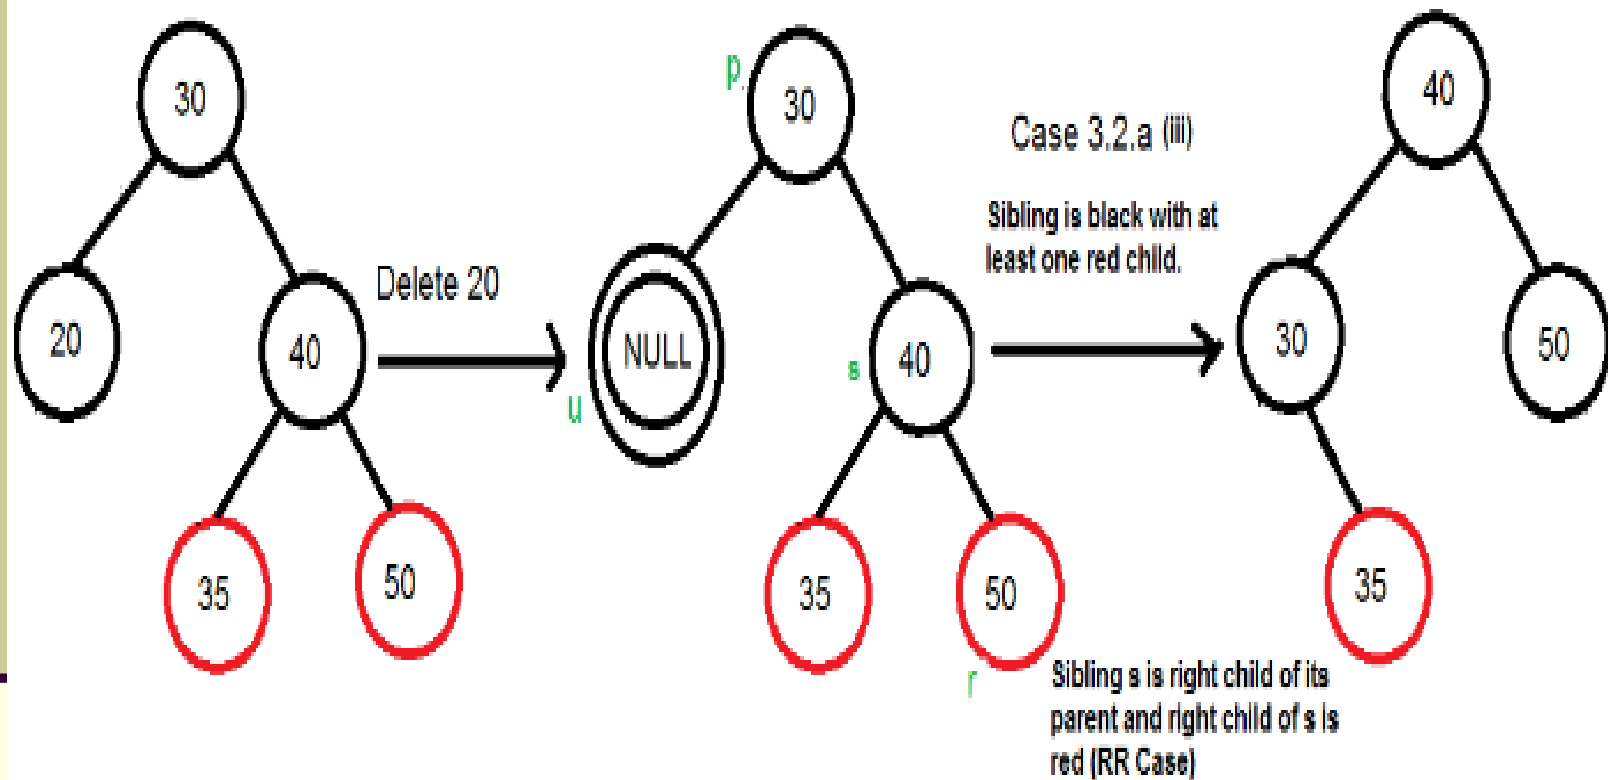 30
20
40
35
50
Delete 20
p
30
NULL
u
s
40
35
50
r
Case 3.2.a (iii)
Sibling is black with at
least one red child.
Sibling s is right child of its
parent and right child of s is
red (RR Case)
40
30
50
35